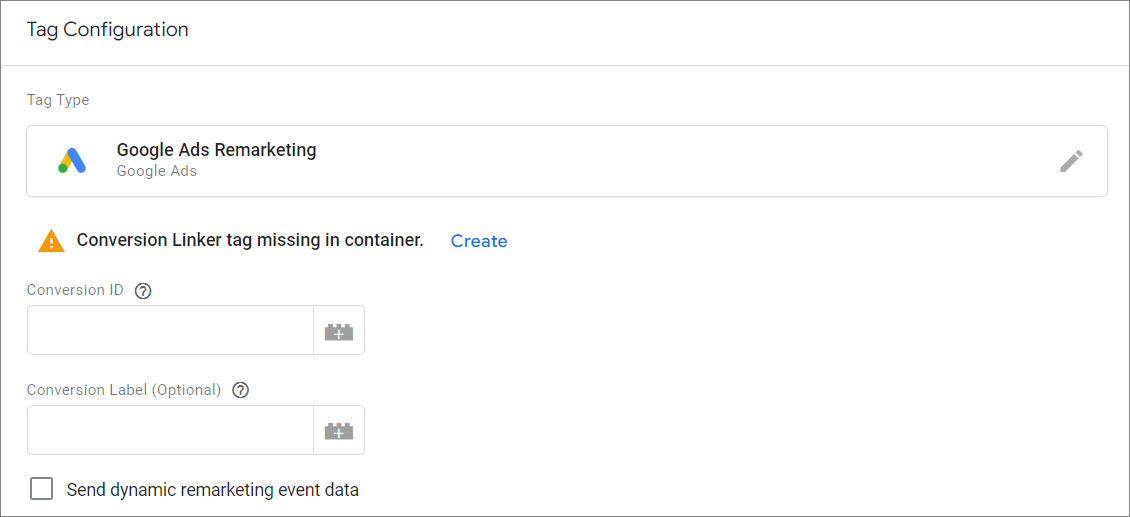 Tag Configuration
Tag Type
Google Ads Remarketing
Google Ads
Conversion Linker tag missing in container. Create
Conversion ID
Conversion Label (Optional)
Send dynamic remarketing event data